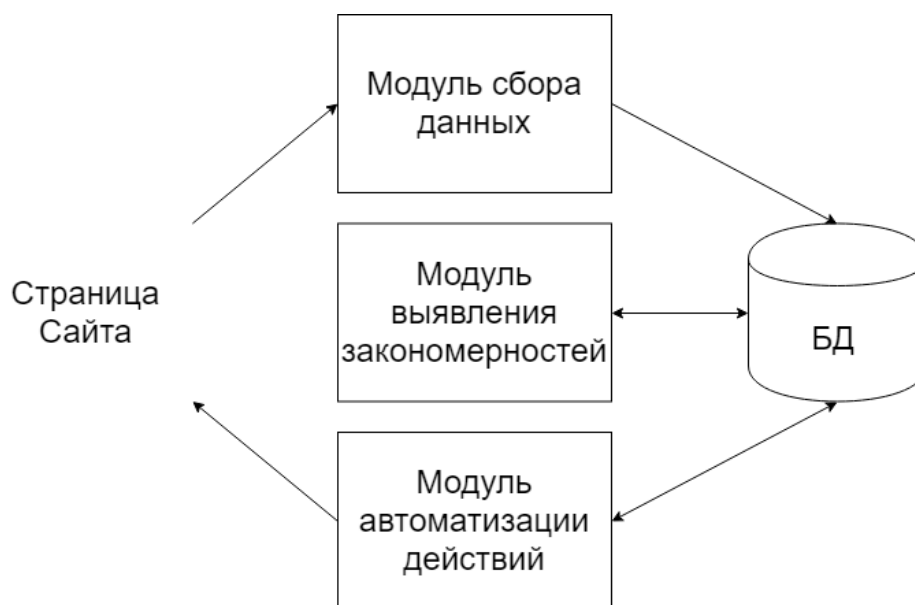 Модуль сбора
данных
Страница
Сайта
Модуль
выявления
закономерностей
БД
Модуль
автоматизации
действий